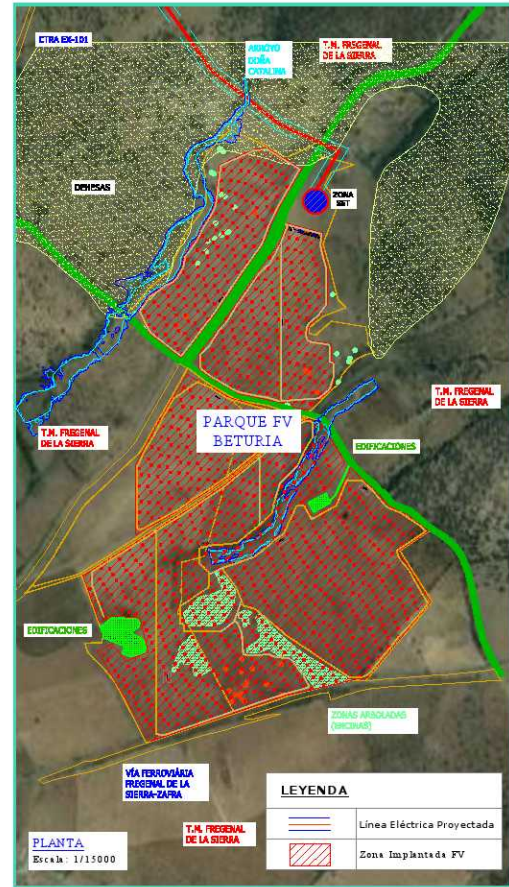 CTRA EX-101
ARROYO
DOÑA
CATALINA
T.M. FREGENAL
DE LA SIERRA
DEHESAS
ZONA
SET
T.M. FREGENAL
DE LA SIERRA
T.M. FREGENAL
DE LA SIERRA
PARQUE FV
BETURIA
EDIFICACIONES
EDIFICACIONES
ZONAS ARBOLADAS
(ENCINAS)
VÍA FERROVIÁRIA
FREGENAL DE LA
SIERRA-ZAFRA
T.M. FREGENAL
DE LA SIERRA
PLANTA
Escala: 1/15000
LEYENDA
Línea Eléctrica Proyectada
Zona Implantada FV